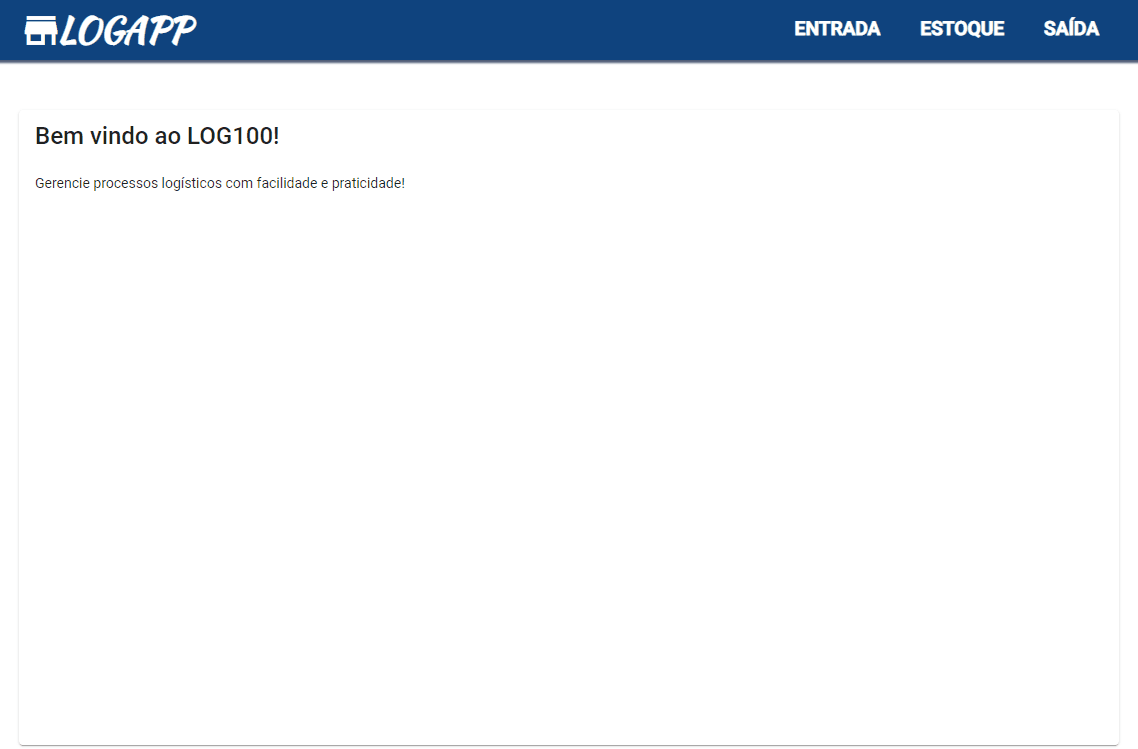 LOGAPP ENTRADA ESTOQUE SAÍDA
Bem vindo ao LOG100!
Gerencie processos logísticos com facilidade e praticidade!